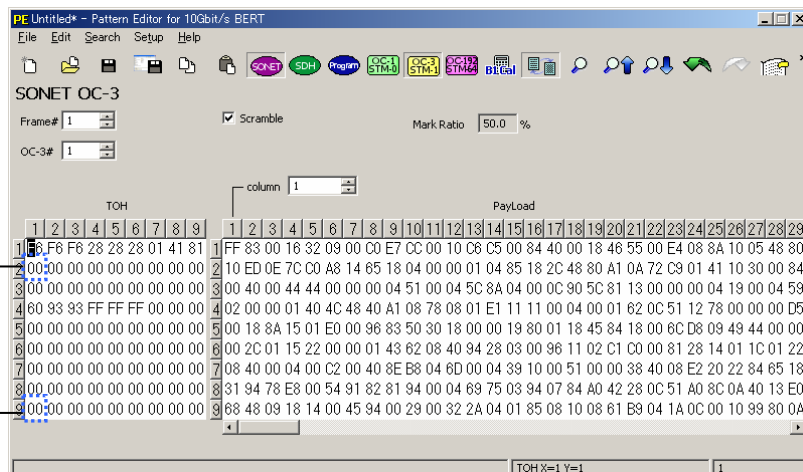 PE Untitled* - Pattern Editor for 10Gbit/s BERT
File Edit Search Setup Help
SONET SDH Program OC-1 STM-0 OC-3 STM-1 OC-192 STM-64 B1Cal
SONET OC-3
Frame# 1 Scramble Mark Ratio 50.0 %
OC-3# 1
column 1
TOH PayLoad
1 2 3 4 5 6 7 8 9 1 2 3 4 5 6 7 8 9 10 11 12 13 14 15 16 17 18 19 20 21 22 23 24 25 26 27 28 29
1 F6 F6 F6 28 28 28 01 41 81 1 FF 83 00 16 32 09 00 C0 E7 CC 00 10 C6 C5 00 84 40 00 18 46 55 00 E4 08 8A 10 05 48 80
2 00 00 00 00 00 00 00 00 00 2 10 ED 0E 7C C0 A8 14 65 18 04 00 00 01 04 85 18 2C 48 80 A1 0A 72 C9 01 41 10 30 00 84
3 00 00 00 00 00 00 00 00 00 3 00 40 00 44 44 00 00 00 04 51 00 04 5C 8A 04 00 0C 90 5C 81 13 00 00 00 04 19 00 04 59
4 60 93 93 FF FF FF 00 00 00 4 02 00 00 01 40 4C 48 40 A1 08 78 08 01 E1 11 11 00 04 00 01 62 0C 51 12 78 00 00 00 D5
5 00 00 00 00 00 00 00 00 00 5 00 18 8A 15 01 E0 00 96 83 50 30 18 00 00 19 80 01 18 45 84 18 00 6C D8 09 49 44 00 00
6 00 00 00 00 00 00 00 00 00 6 00 2C 01 15 22 00 00 01 43 62 08 40 94 28 03 00 96 11 02 C1 C0 00 81 28 14 01 1C 01 22
7 00 00 00 00 00 00 00 00 00 7 08 40 00 04 00 C2 00 40 8E B8 04 6D 00 04 39 10 00 51 00 00 38 40 08 E2 20 22 84 65 18
8 00 00 00 00 00 00 00 00 00 8 31 94 78 E8 00 54 91 82 81 94 00 04 69 75 03 94 07 84 A0 42 28 0C 51 A0 8C 0A 40 13 E0
9 00 00 00 00 00 00 00 00 00 9 68 48 09 18 14 00 45 94 00 29 00 32 2A 04 01 85 08 10 08 61 B9 04 1A 0C 00 10 99 80 0A
TOH X=1 Y=1 1